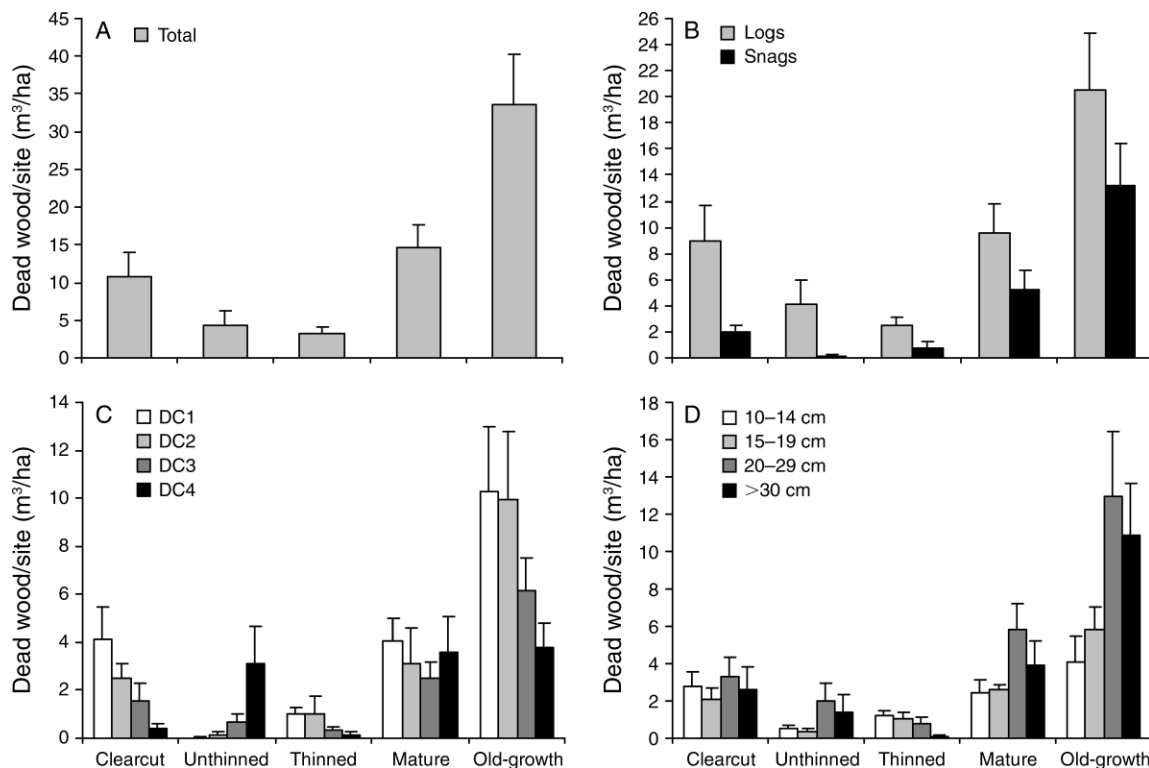 A
Total
Dead wood/site (m³/ha)
45
40
35
30
25
20
15
10
5
0
B
Logs
Snags
Dead wood/site (m³/ha)
26
24
22
20
18
16
14
12
10
8
6
4
2
0
C
DC1
DC2
DC3
DC4
Dead wood/site (m³/ha)
14
12
10
8
6
4
2
0
Clearcut Unthinned Thinned Mature Old-growth
D
10–14 cm
15–19 cm
20–29 cm
>30 cm
Dead wood/site (m³/ha)
18
16
14
12
10
8
6
4
2
0
Clearcut Unthinned Thinned Mature Old-growth